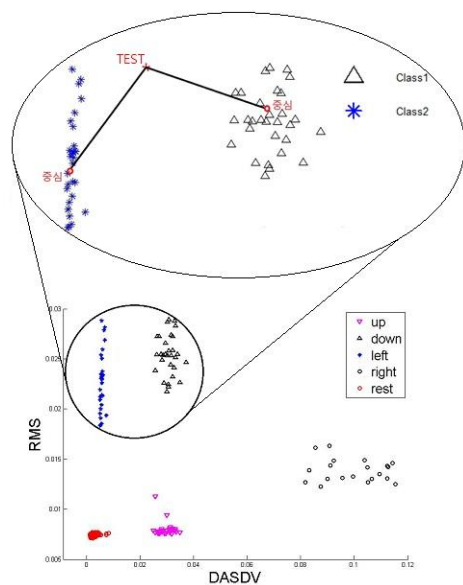 TEST
Class1
중심
Class2
중심
0.03
up
down
left
right
rest
0.025
0.02
RMS
0.015
0.01
0.005
0
0.02
0.04
0.06
0.08
0.1
0.12
DASDV